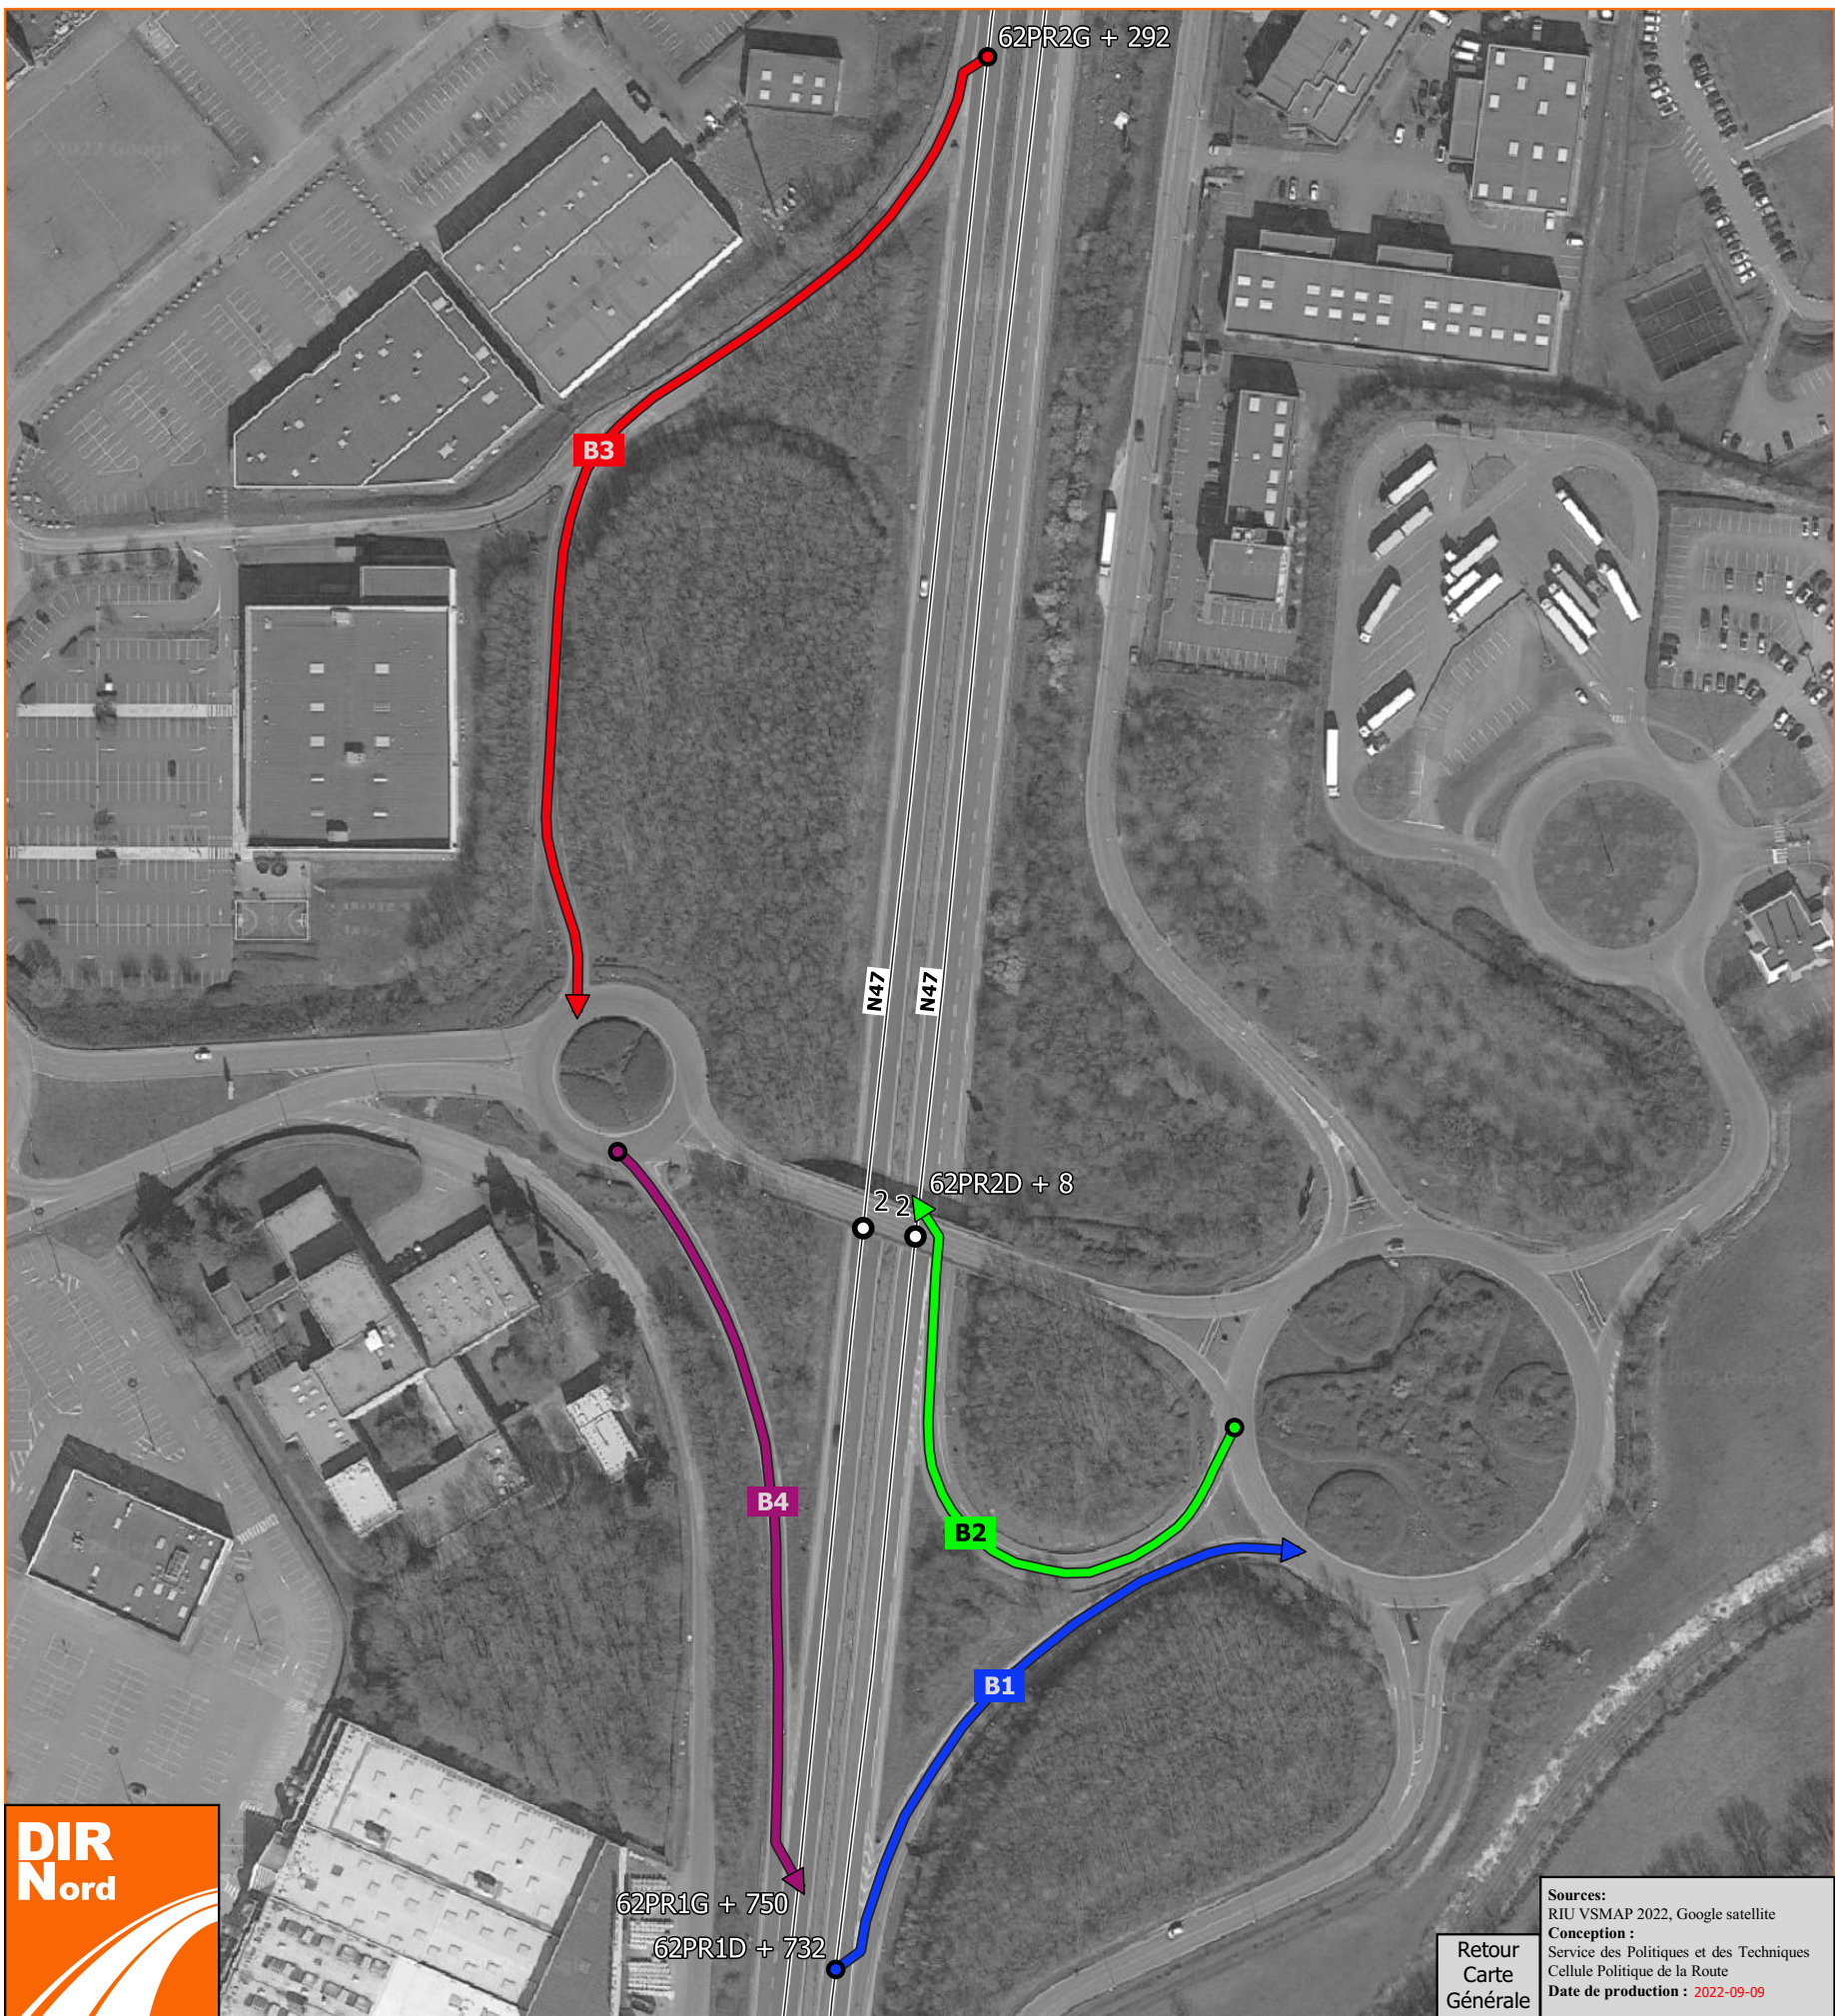 62PR2G + 292
B3
N47
N47
62PR2D + 8
2
2
B4
B2
B1
62PR1G + 750
62PR1D + 732
DIR
Nord
Retour
Carte
Générale
Sources:
RIU VSMAP 2022, Google satellite
Conception :
Service des Politiques et des Techniques
Cellule Politique de la Route
Date de production : 2022-09-09